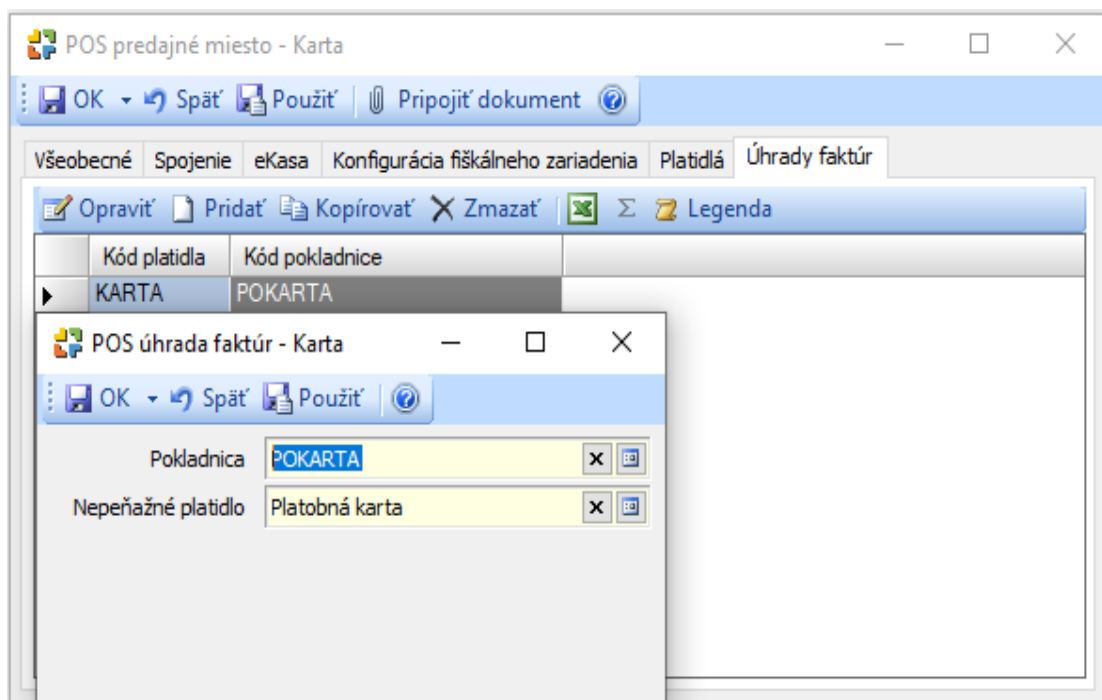 POS predajné miesto - Karta
OK Späť Použiť Pripojiť dokument
Všeobecné Spojenie eKasa Konfigurácia fiškálneho zariadenia Platidlá Úhrady faktúr
Opraviť Pridať Kopírovať Zmazať Σ Legenda
Kód platidla Kód pokladnice
KARTA POKARTA
POS úhrada faktúr - Karta
OK Späť Použiť
Pokladnica POKARTA
Nepeňažné platidlo Platobná karta